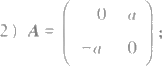 2) A = ( 0 a
-a 0 );